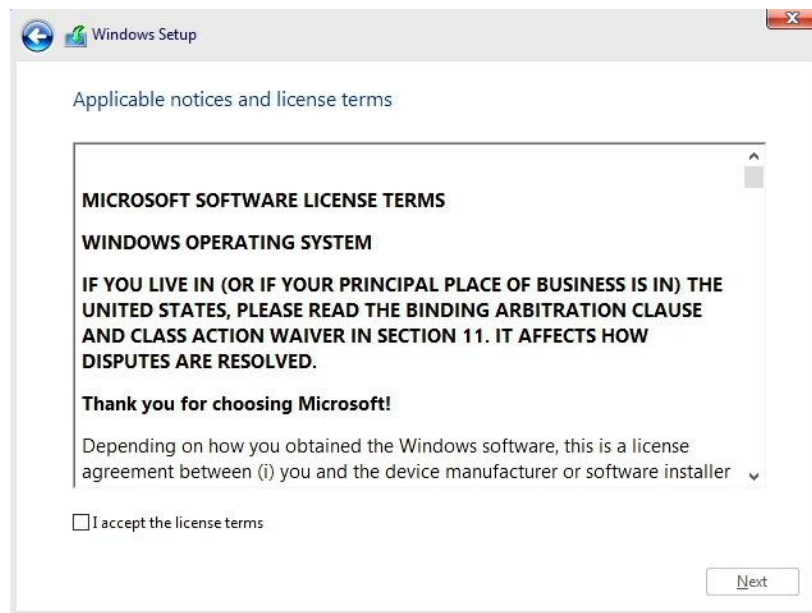 Windows Setup
Applicable notices and license terms
MICROSOFT SOFTWARE LICENSE TERMS
WINDOWS OPERATING SYSTEM
IF YOU LIVE IN (OR IF YOUR PRINCIPAL PLACE OF BUSINESS IS IN) THE
UNITED STATES, PLEASE READ THE BINDING ARBITRATION CLAUSE
AND CLASS ACTION WAIVER IN SECTION 11. IT AFFECTS HOW
DISPUTES ARE RESOLVED.
Thank you for choosing Microsoft!
Depending on how you obtained the Windows software, this is a license
agreement between (i) you and the device manufacturer or software installer
I accept the license terms
Next